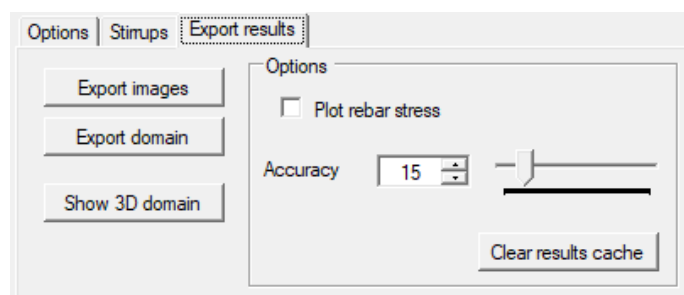 Options Stirrups Export results
Export images
Export domain
Show 3D domain
Options
Plot rebar stress
Accuracy 15
Clear results cache